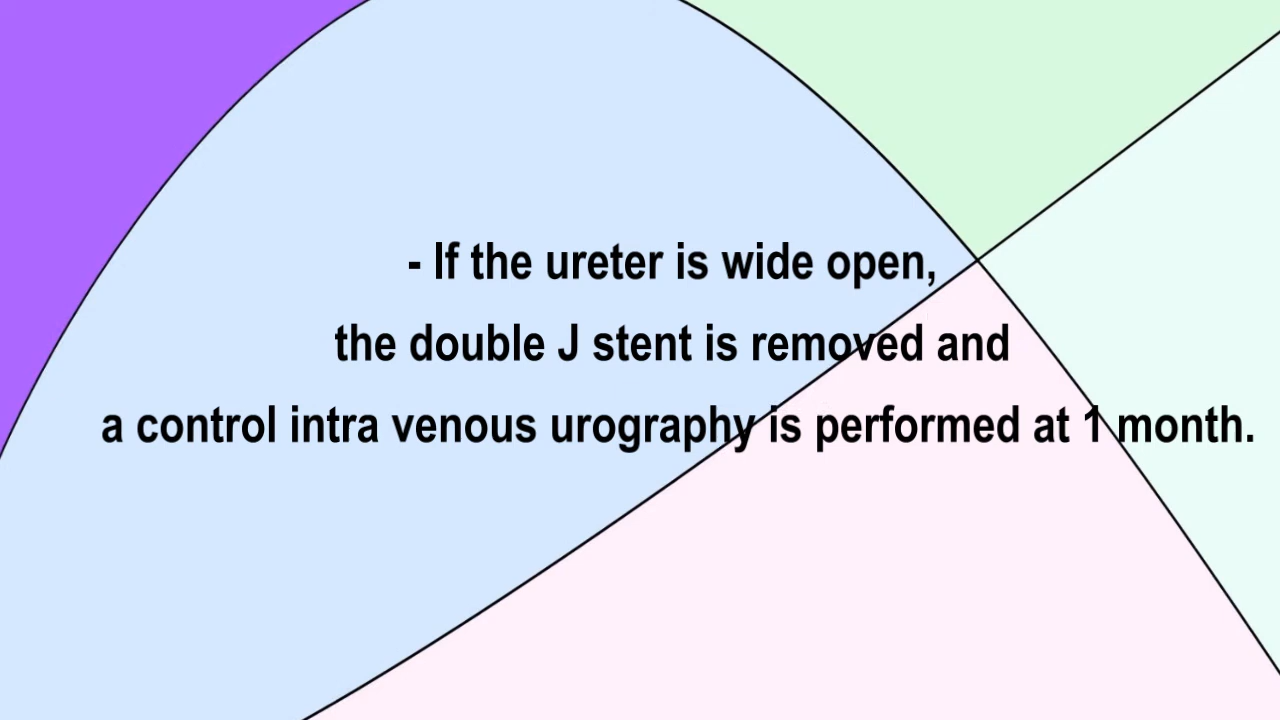 - If the ureter is wide open,
the double J stent is removed and
a control intra venous urography is performed at 1 month.